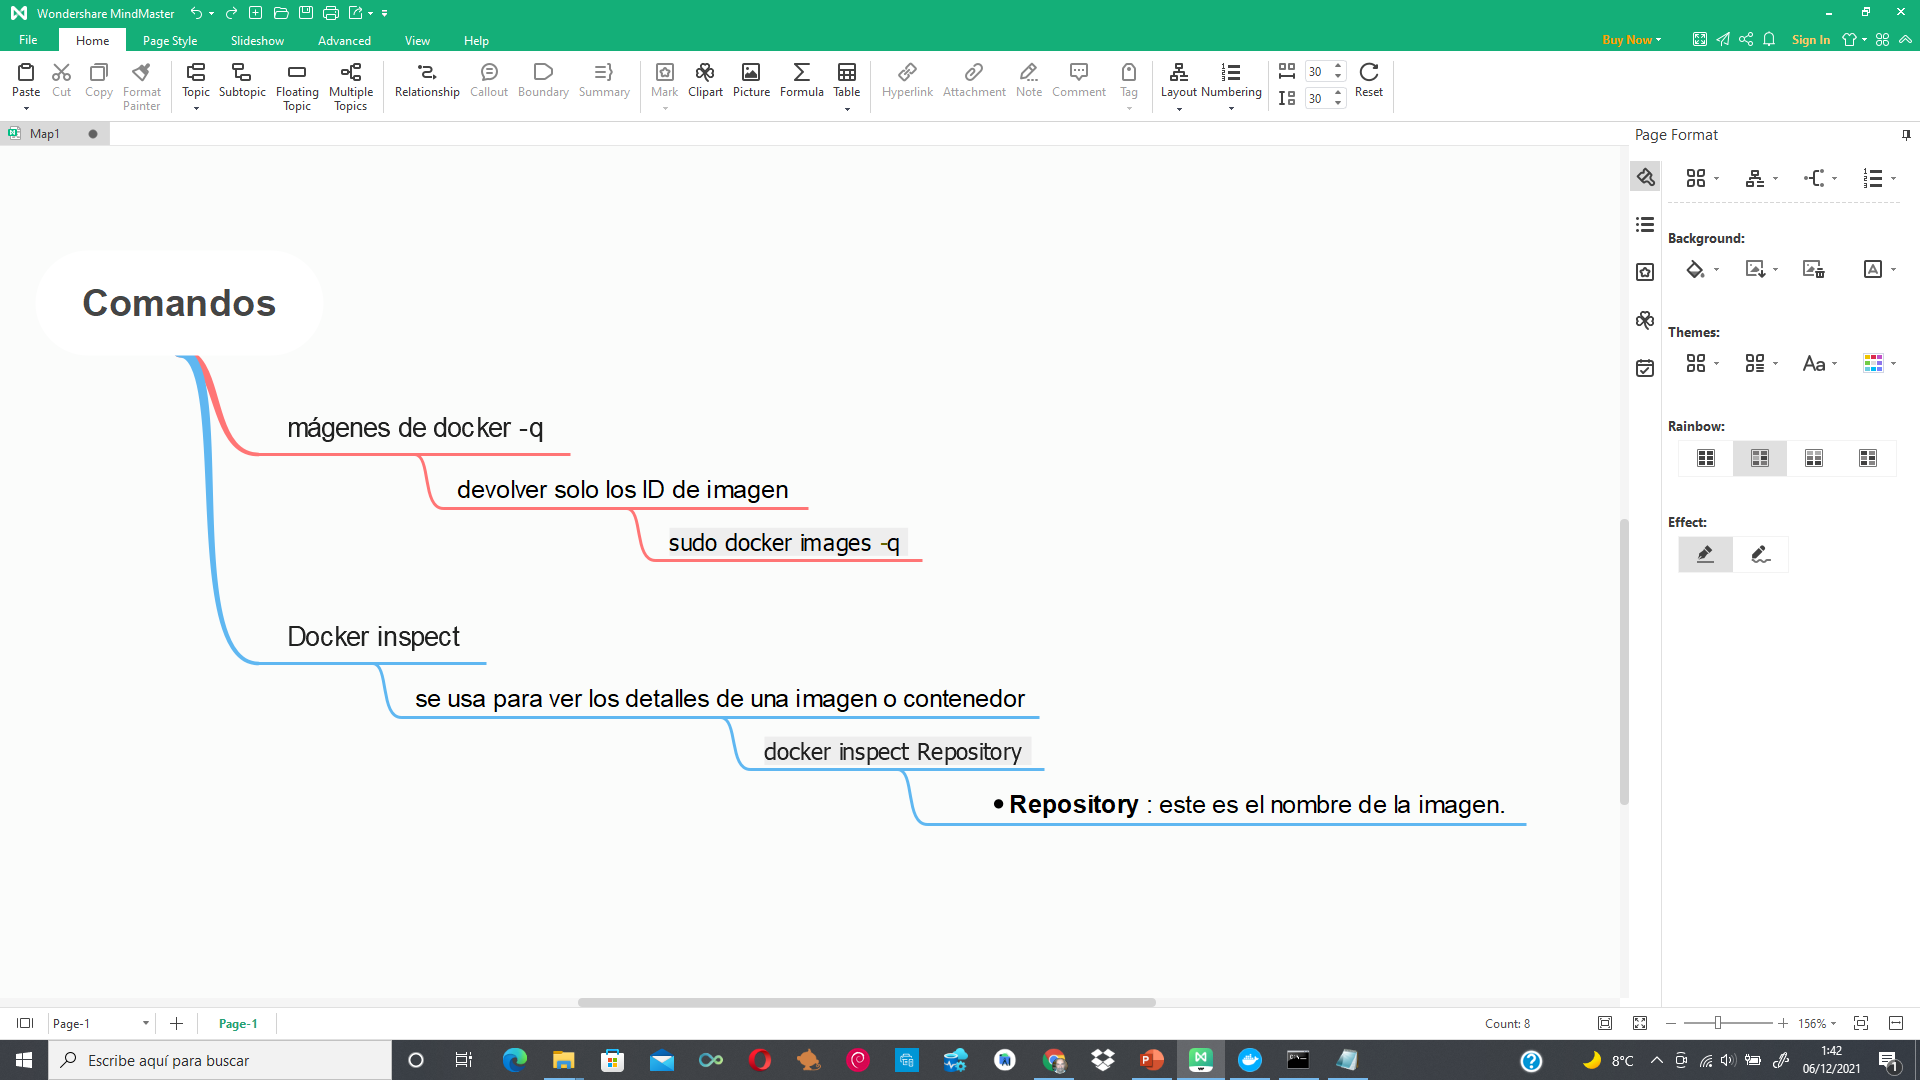 Wondershare MindMaster
File Home Page Style Slideshow Advanced View Help Buy Now Sign In
Paste Cut Copy Format Painter Topic Subtopic Floating Topic Multiple Topics Relationship Callout Boundary Summary Mark Clipart Picture Formula Table Hyperlink Attachment Note Comment Tag Layout Numbering 30 30 Reset
Map1
Page Format
Background:
Themes:
Aa
Rainbow:
Effect:
Comandos
mágenes de docker -q
devolver solo los ID de imagen
sudo docker images -q
Docker inspect
se usa para ver los detalles de una imagen o contenedor
docker inspect Repository
• Repository : este es el nombre de la imagen.
Page-1 Page-1 Count: 8 156%
Escribe aquí para buscar
8°C
1:42
06/12/2021
1